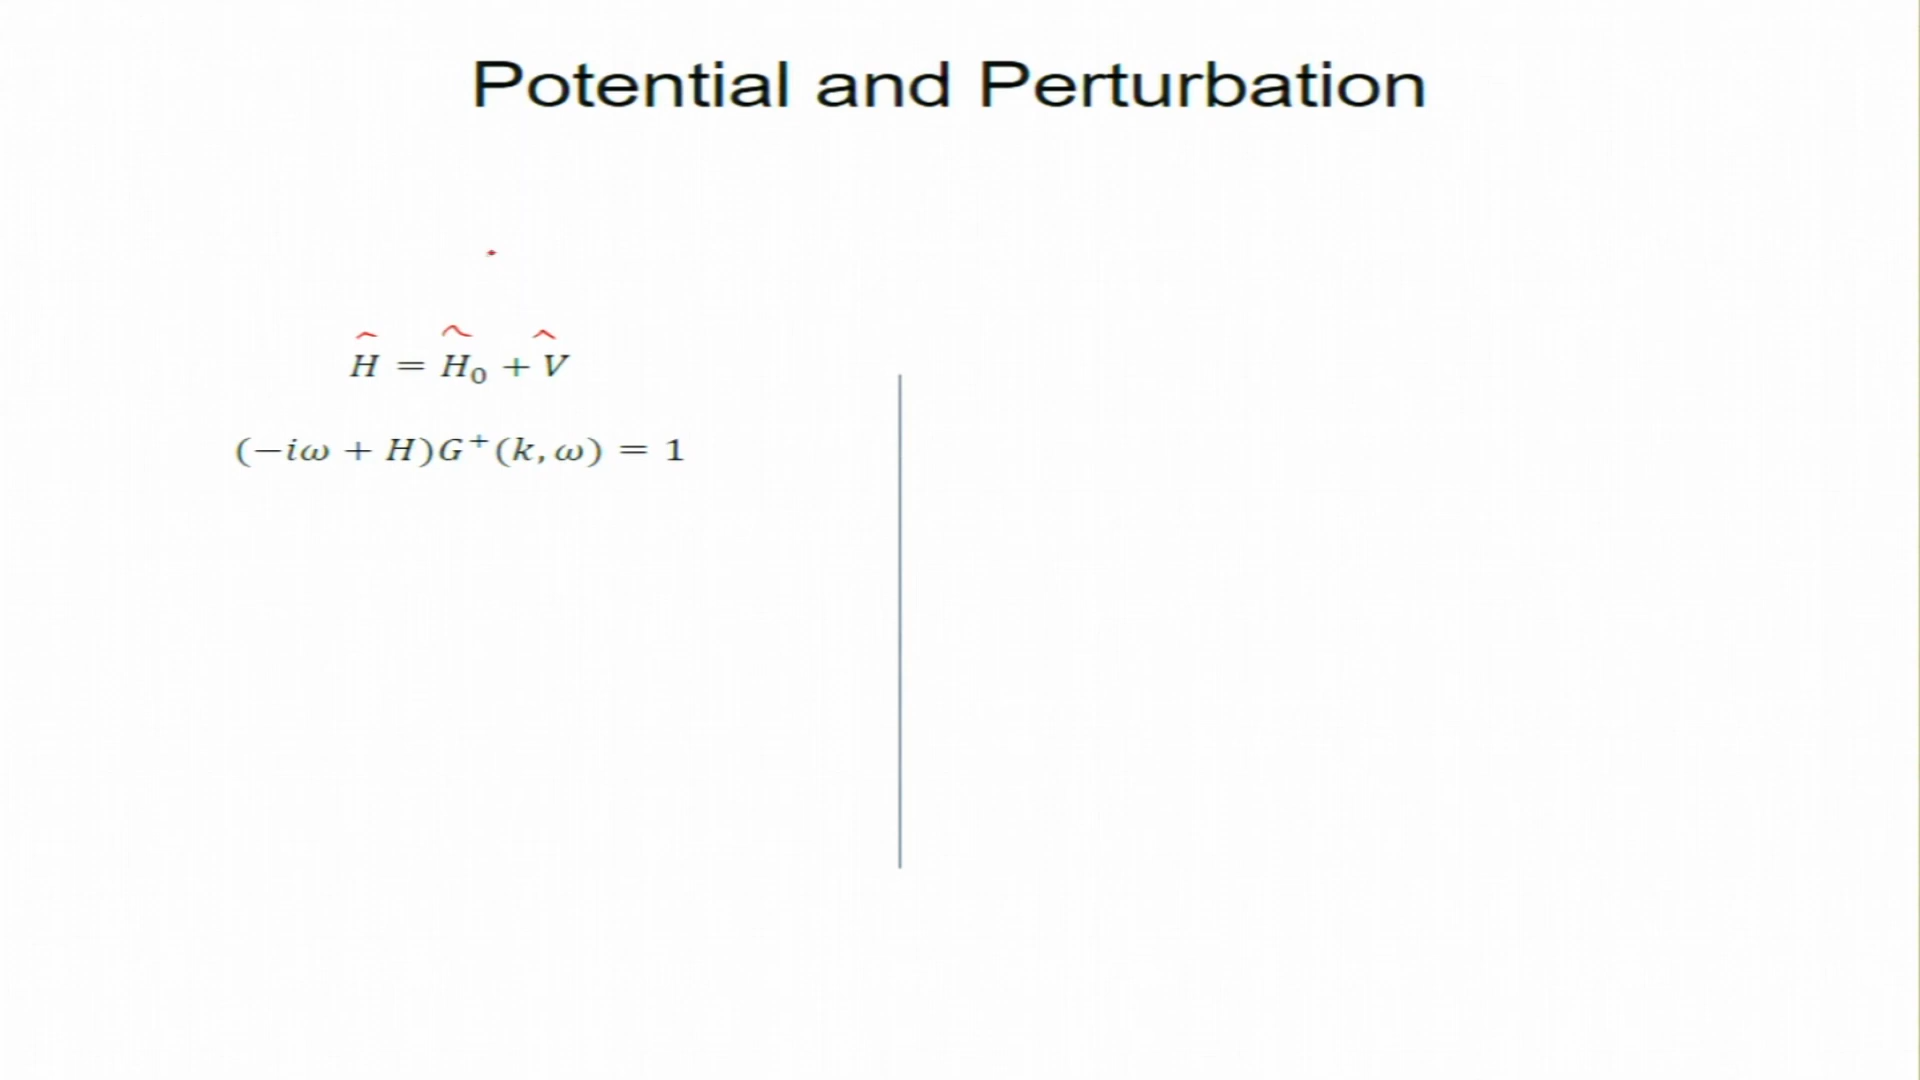 Potential and Perturbation
Ĥ = Ĥ₀ + V̂
(−iω + H)G⁺(k, ω) = 1